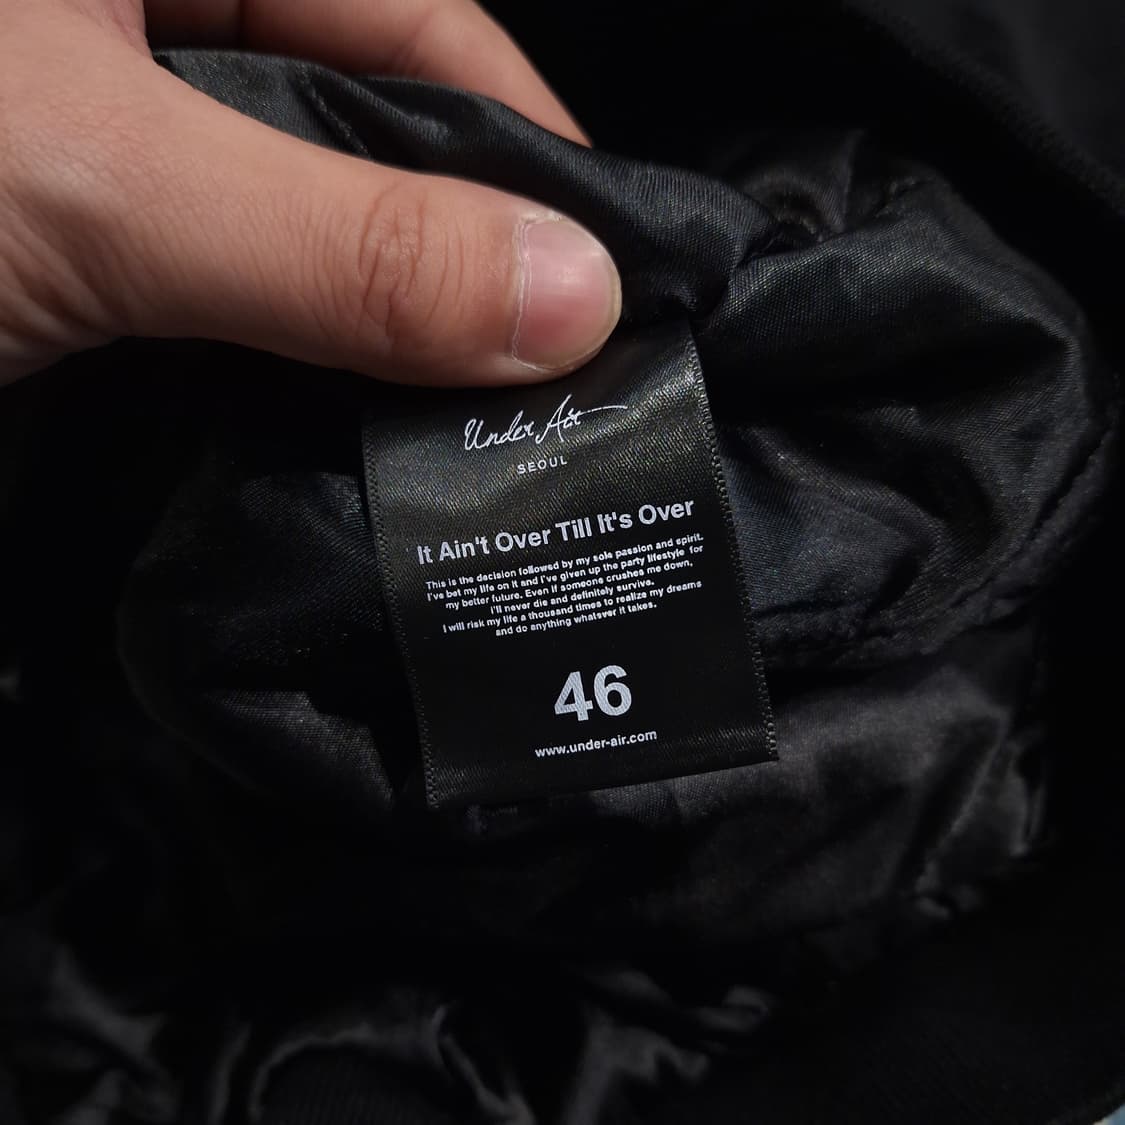 Under Air
SEOUL
It Ain't Over Till It's Over
This is the decision followed by my sole passion and spirit.
I've bet my life on it and I've given up the party lifestyle for
my better future. Even if someone crushes me down,
I'll never die and definitely survive.
I will risk my life a thousand times to realize my dreams
and do anything whatsver it takes.
46
www.under-air.com